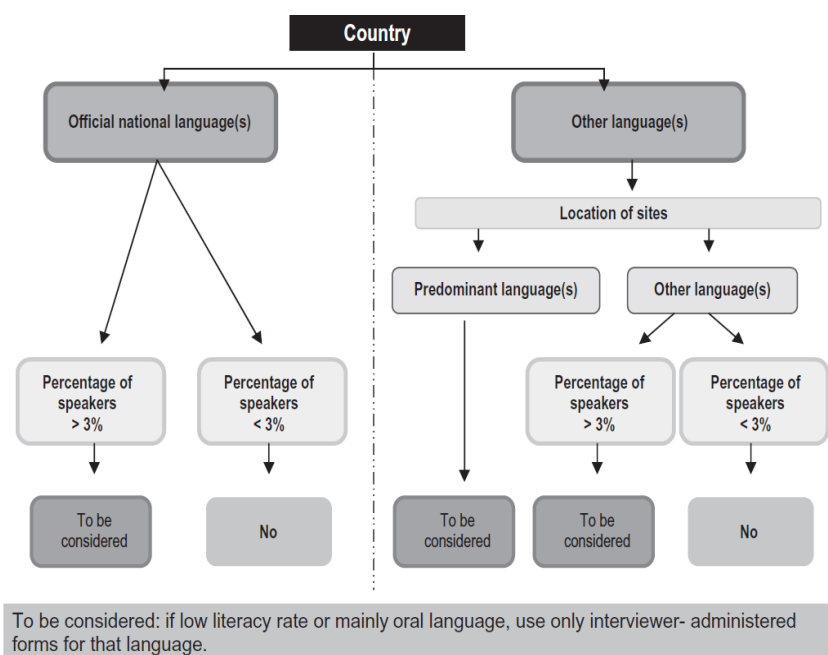 Country
Official national language(s)
Other language(s)
Location of sites
Predominant language(s)
Other language(s)
Percentage of
speakers
> 3%
Percentage of
speakers
< 3%
Percentage of
speakers
> 3%
Percentage of
speakers
< 3%
To be
considered
No
To be
considered
To be
considered
No
To be considered: if low literacy rate or mainly oral language, use only interviewer- administered
forms for that language.